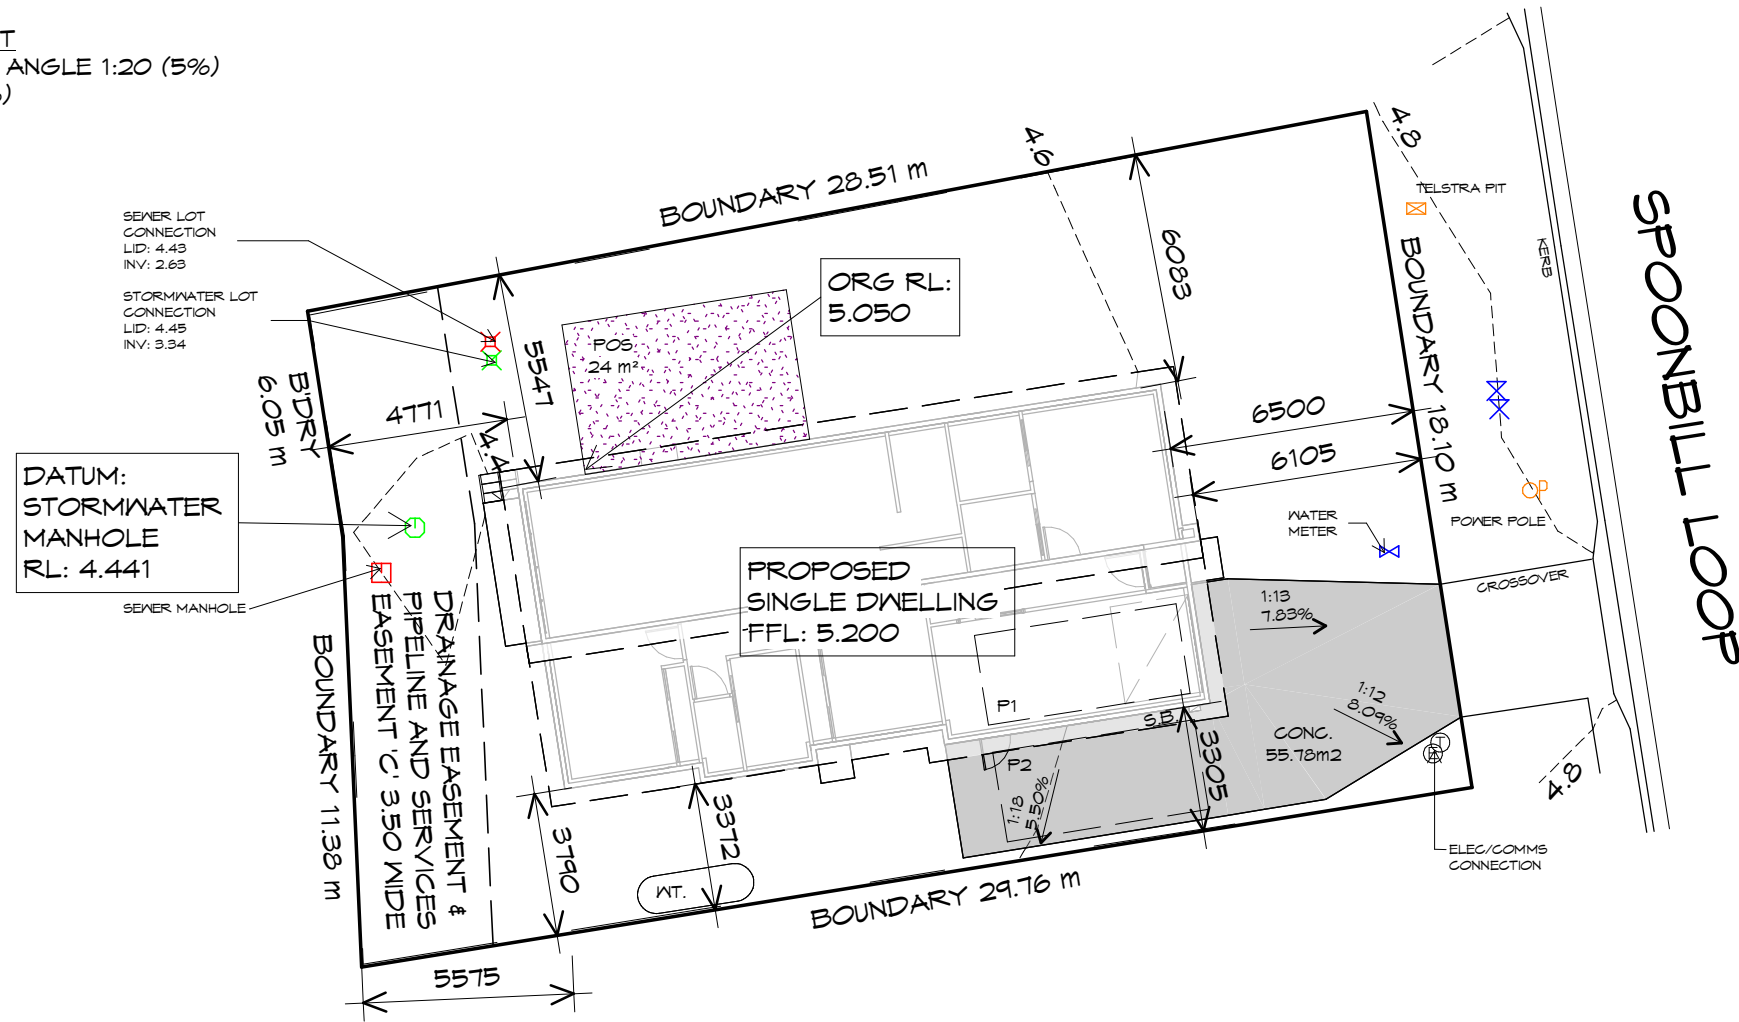 T
ANGLE 1:20 (5%)
%)
SEWER LOT
CONNECTION
LID: 4.43
INV: 2.63
STORMWATER LOT
CONNECTION
LID: 4.45
INV: 3.34
BOUNDARY 28.51 m
4.6
4.8
TELSTRA PIT
KERB
SPOONBILL LOOP
6083
ORG RL:
5.050
POS
24 m²
5547
B'DRY
6.05 m
4771
4.4
6500
6105
BOUNDARY 18.10 m
DATUM:
STORMWATER
MANHOLE
RL: 4.441
SEWER MANHOLE
WATER
METER
POWER POLE
P
CROSSOVER
PROPOSED
SINGLE DWELLING
FFL: 5.200
1:13
7.83%
1:12
8.09%
CONC.
55.78m2
P1
S.B.
P2
1:18
5.50%
3305
DRAINAGE EASEMENT &
PIPELINE AND SERVICES
EASEMENT 'C' 3.50 WIDE
BOUNDARY 11.38 m
3790
3372
WT.
BOUNDARY 29.76 m
5575
T
E
4.8
ELEC/COMMS
CONNECTION